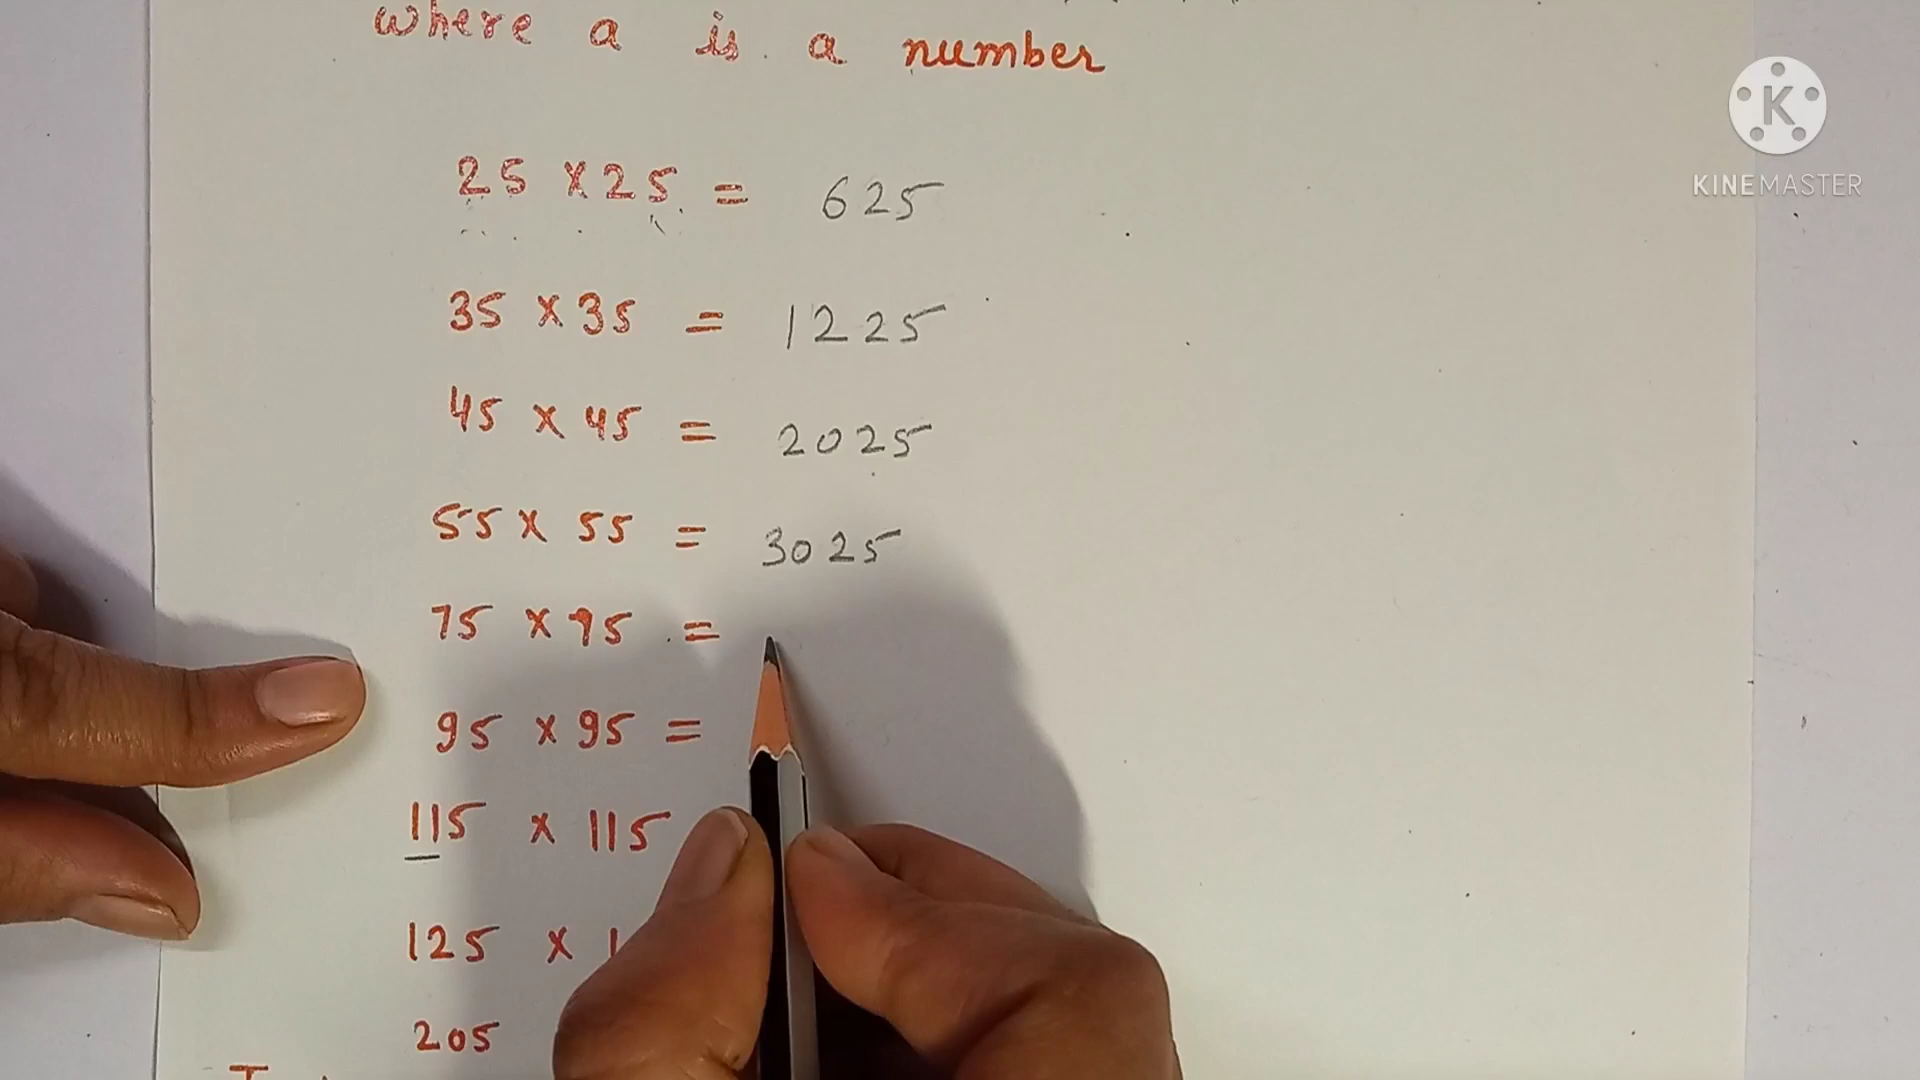 where a is a number
KINEMASTER
25 x 25 = 625
35 x 35 = 1225
45 x 45 = 2025
55 x 55 = 3025
75 x 75 =
95 x 95 =
115 x 115
125 x 1
205